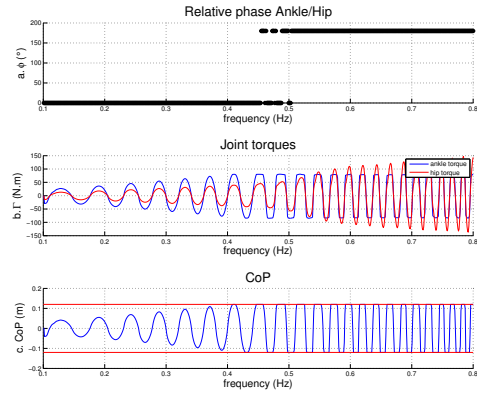 Relative phase Ankle/Hip
200
150
100
50
0
a. ϕ (°)
0.1 0.2 0.3 0.4 0.5 0.6 0.7 0.8
frequency (Hz)
Joint torques
150
100
50
0
−50
−100
−150
b.Γ (N.m)
ankle torque
hip torque
0.1 0.2 0.3 0.4 0.5 0.6 0.7 0.8
frequency (Hz)
CoP
0.2
0.1
0
−0.1
−0.2
c. CoP (m)
0.1 0.2 0.3 0.4 0.5 0.6 0.7 0.8
frequency (Hz)